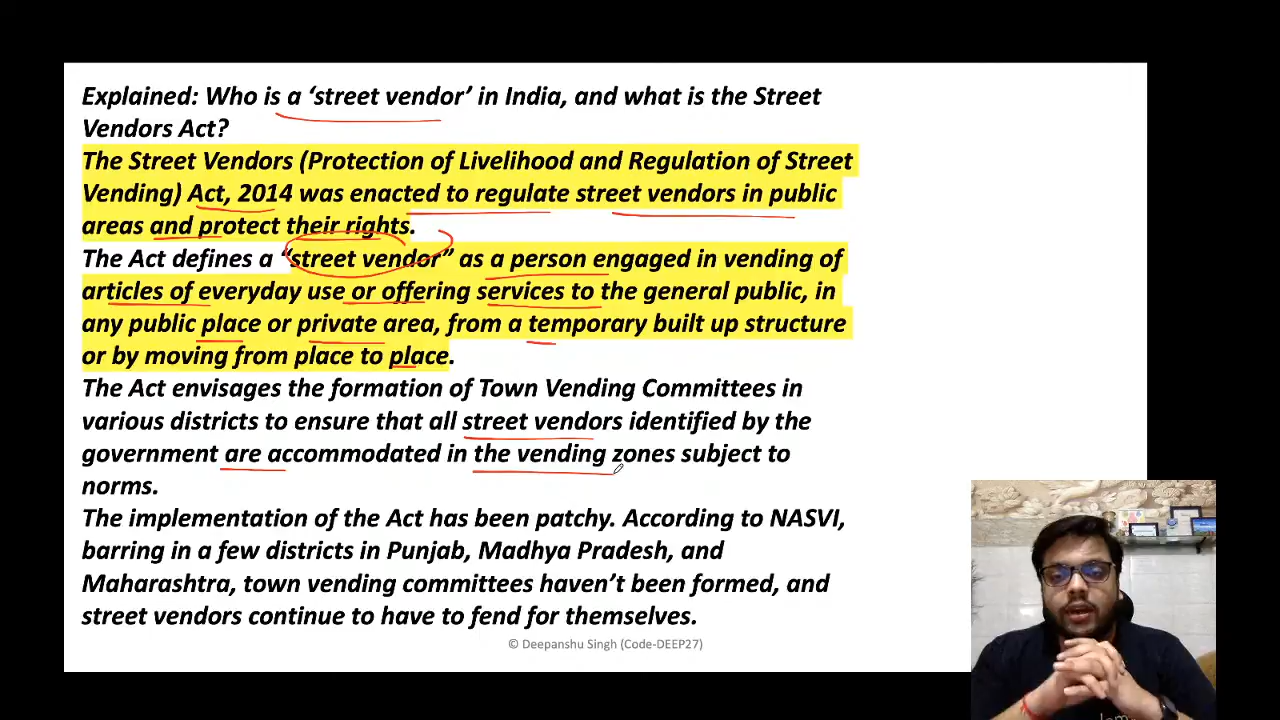 Explained: Who is a ‘street vendor’ in India, and what is the Street
Vendors Act?
The Street Vendors (Protection of Livelihood and Regulation of Street
Vending) Act, 2014 was enacted to regulate street vendors in public
areas and protect their rights.
The Act defines a “street vendor” as a person engaged in vending of
articles of everyday use or offering services to the general public, in
any public place or private area, from a temporary built up structure
or by moving from place to place.
The Act envisages the formation of Town Vending Committees in
various districts to ensure that all street vendors identified by the
government are accommodated in the vending zones subject to
norms.
The implementation of the Act has been patchy. According to NASVI,
barring in a few districts in Punjab, Madhya Pradesh, and
Maharashtra, town vending committees haven’t been formed, and
street vendors continue to have to fend for themselves.
© Deepanshu Singh (Code-DEEP27)